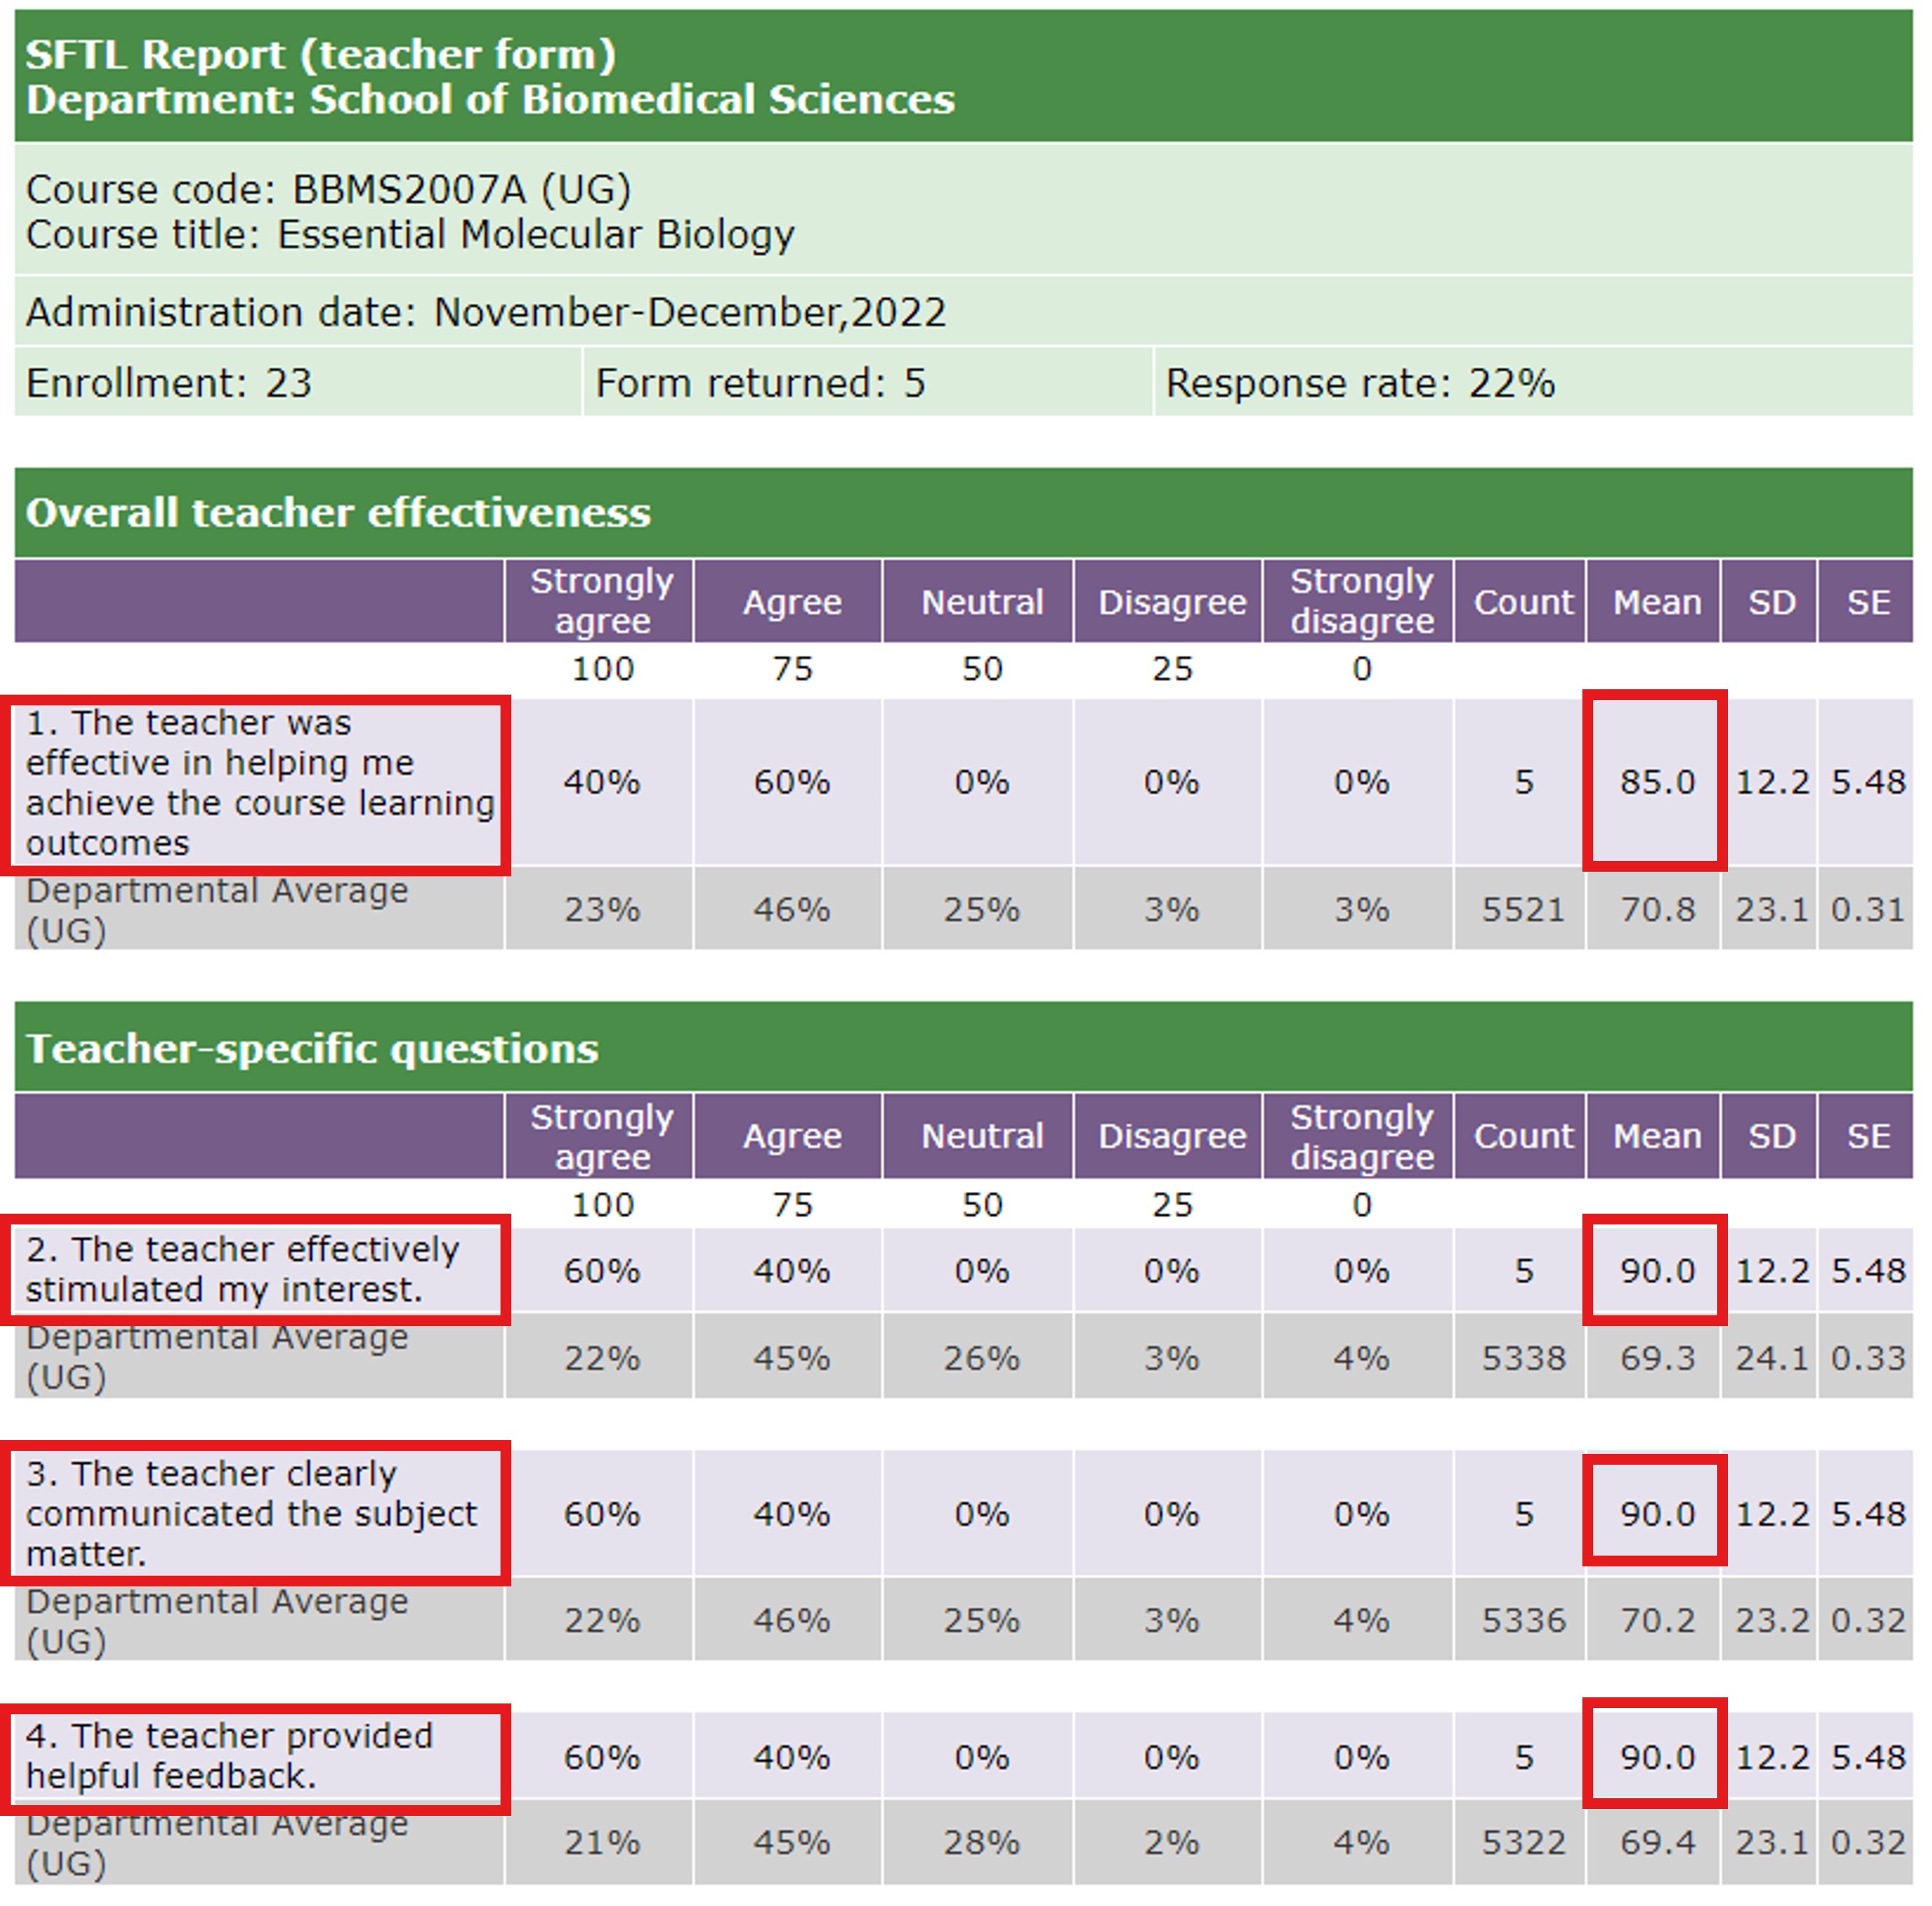 SFTL Report (teacher form)
Department: School of Biomedical Sciences
Course code: BBMS2007A (UG)
Course title: Essential Molecular Biology
Administration date: November-December,2022
Enrollment: 23 Form returned: 5 Response rate: 22%
Overall teacher effectiveness
Strongly agree Agree Neutral Disagree Strongly disagree Count Mean SD SE
100 75 50 25 0
1. The teacher was
effective in helping me
achieve the course learning
outcomes
40% 60% 0% 0% 0% 5 85.0 12.2 5.48
Departmental Average
(UG)
23% 46% 25% 3% 3% 5521 70.8 23.1 0.31
Teacher-specific questions
Strongly agree Agree Neutral Disagree Strongly disagree Count Mean SD SE
100 75 50 25 0
2. The teacher effectively
stimulated my interest.
60% 40% 0% 0% 0% 5 90.0 12.2 5.48
Departmental Average
(UG)
22% 45% 26% 3% 4% 5338 69.3 24.1 0.33
3. The teacher clearly
communicated the subject
matter.
60% 40% 0% 0% 0% 5 90.0 12.2 5.48
Departmental Average
(UG)
22% 46% 25% 3% 4% 5336 70.2 23.2 0.32
4. The teacher provided
helpful feedback.
60% 40% 0% 0% 0% 5 90.0 12.2 5.48
Departmental Average
(UG)
21% 45% 28% 2% 4% 5322 69.4 23.1 0.32